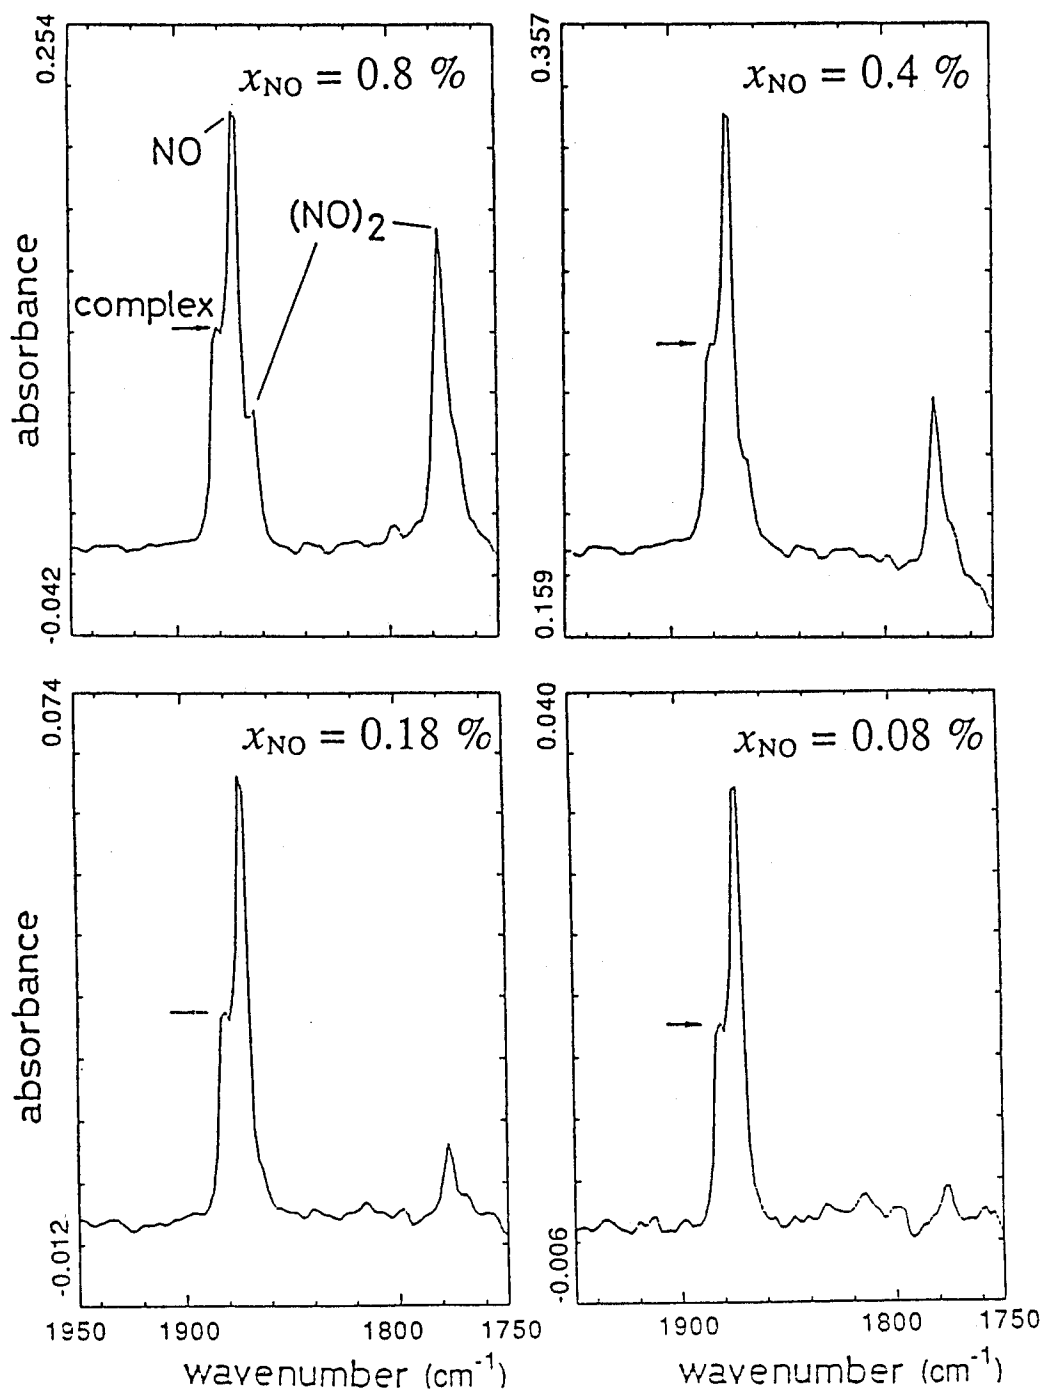 0.254
x_NO = 0.8 %
NO
(NO)2
complex
absorbance
-0.042
0.357
x_NO = 0.4 %
0.159
0.074
x_NO = 0.18 %
absorbance
-0.012
1950 1900 1800 1750
wavenumber (cm⁻¹)
0.040
x_NO = 0.08 %
-0.006
1900 1800 1750
wavenumber (cm⁻¹)